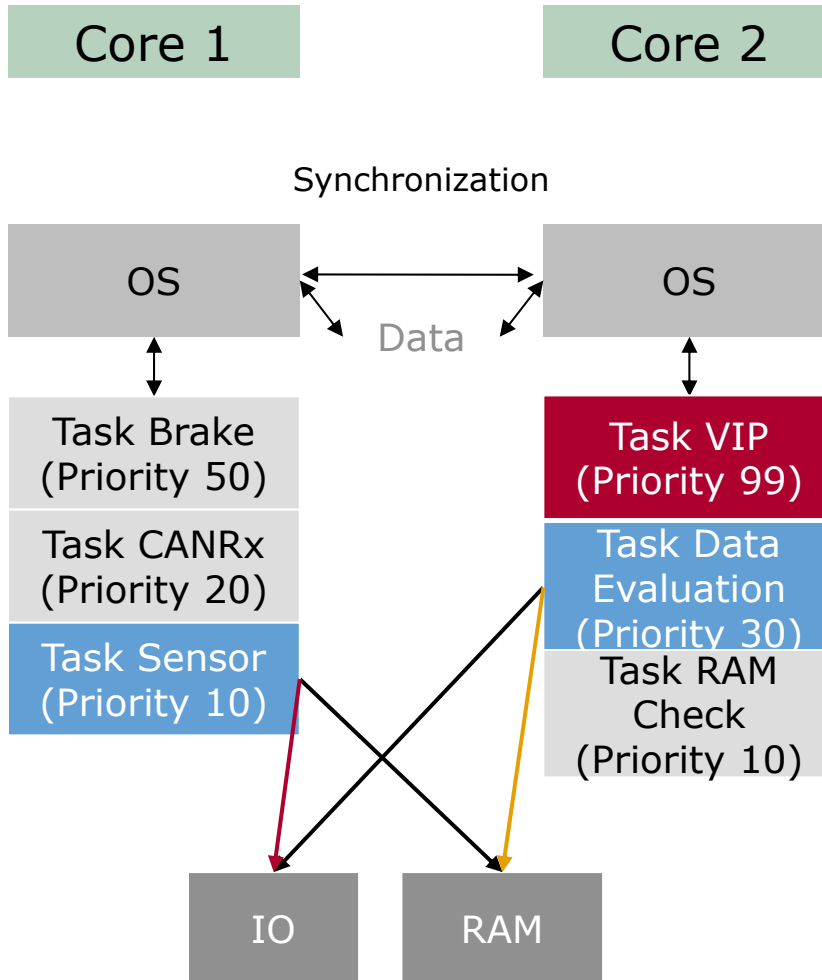 Core 1
Core 2
Synchronization
OS
OS
Data
Task Brake
(Priority 50)
Task CANRx
(Priority 20)
Task Sensor
(Priority 10)
Task VIP
(Priority 99)
Task Data
Evaluation
(Priority 30)
Task RAM
Check
(Priority 10)
IO
RAM